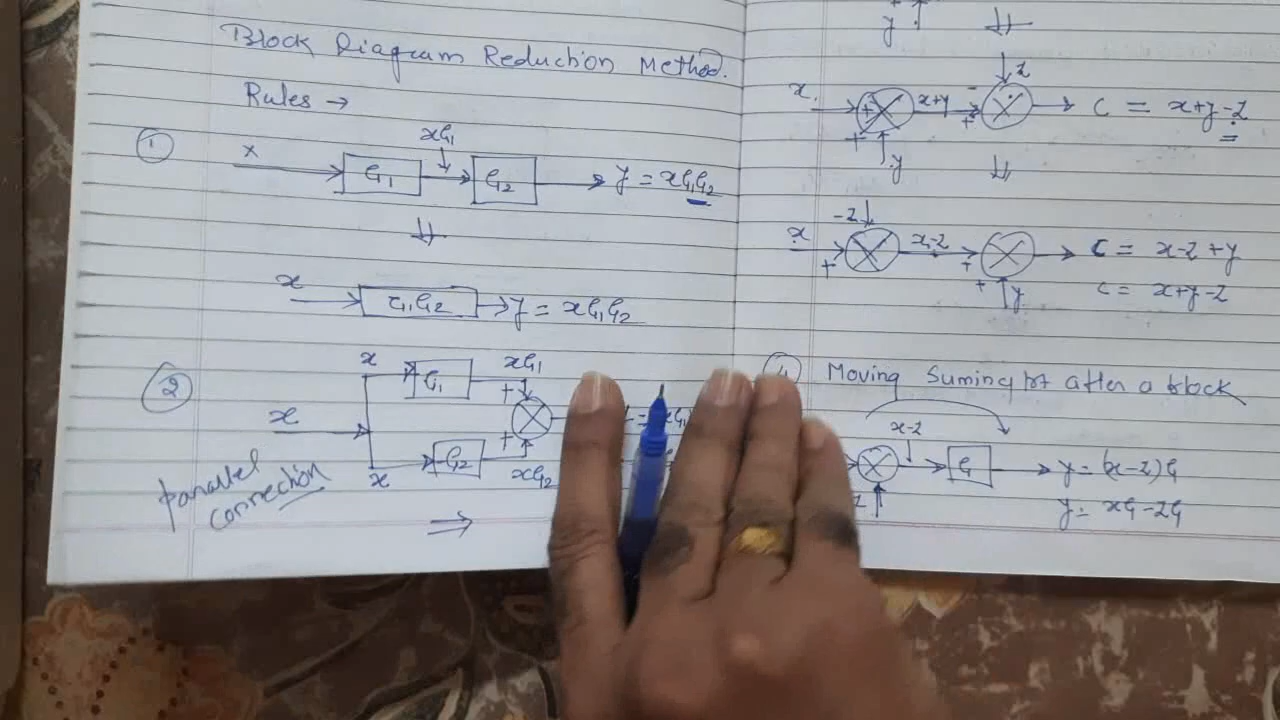 Block Diagram Reduction Method.
Rules →
①
x
G1
xG1
G2
y = xG1G2
x
G1G2
y = xG1G2
②
x
x
G1
xG1
+
+
x
G2
xG2
parallel
connection
y
x
+
+
y
x+y
-
+
z
C = x+y-z
x
+
-z
x-z
+
+
y
C = x-z+y
C = x+y-z
Moving Suming pt after a block
x-z
G
y = (x-z)G
y = xG-zG